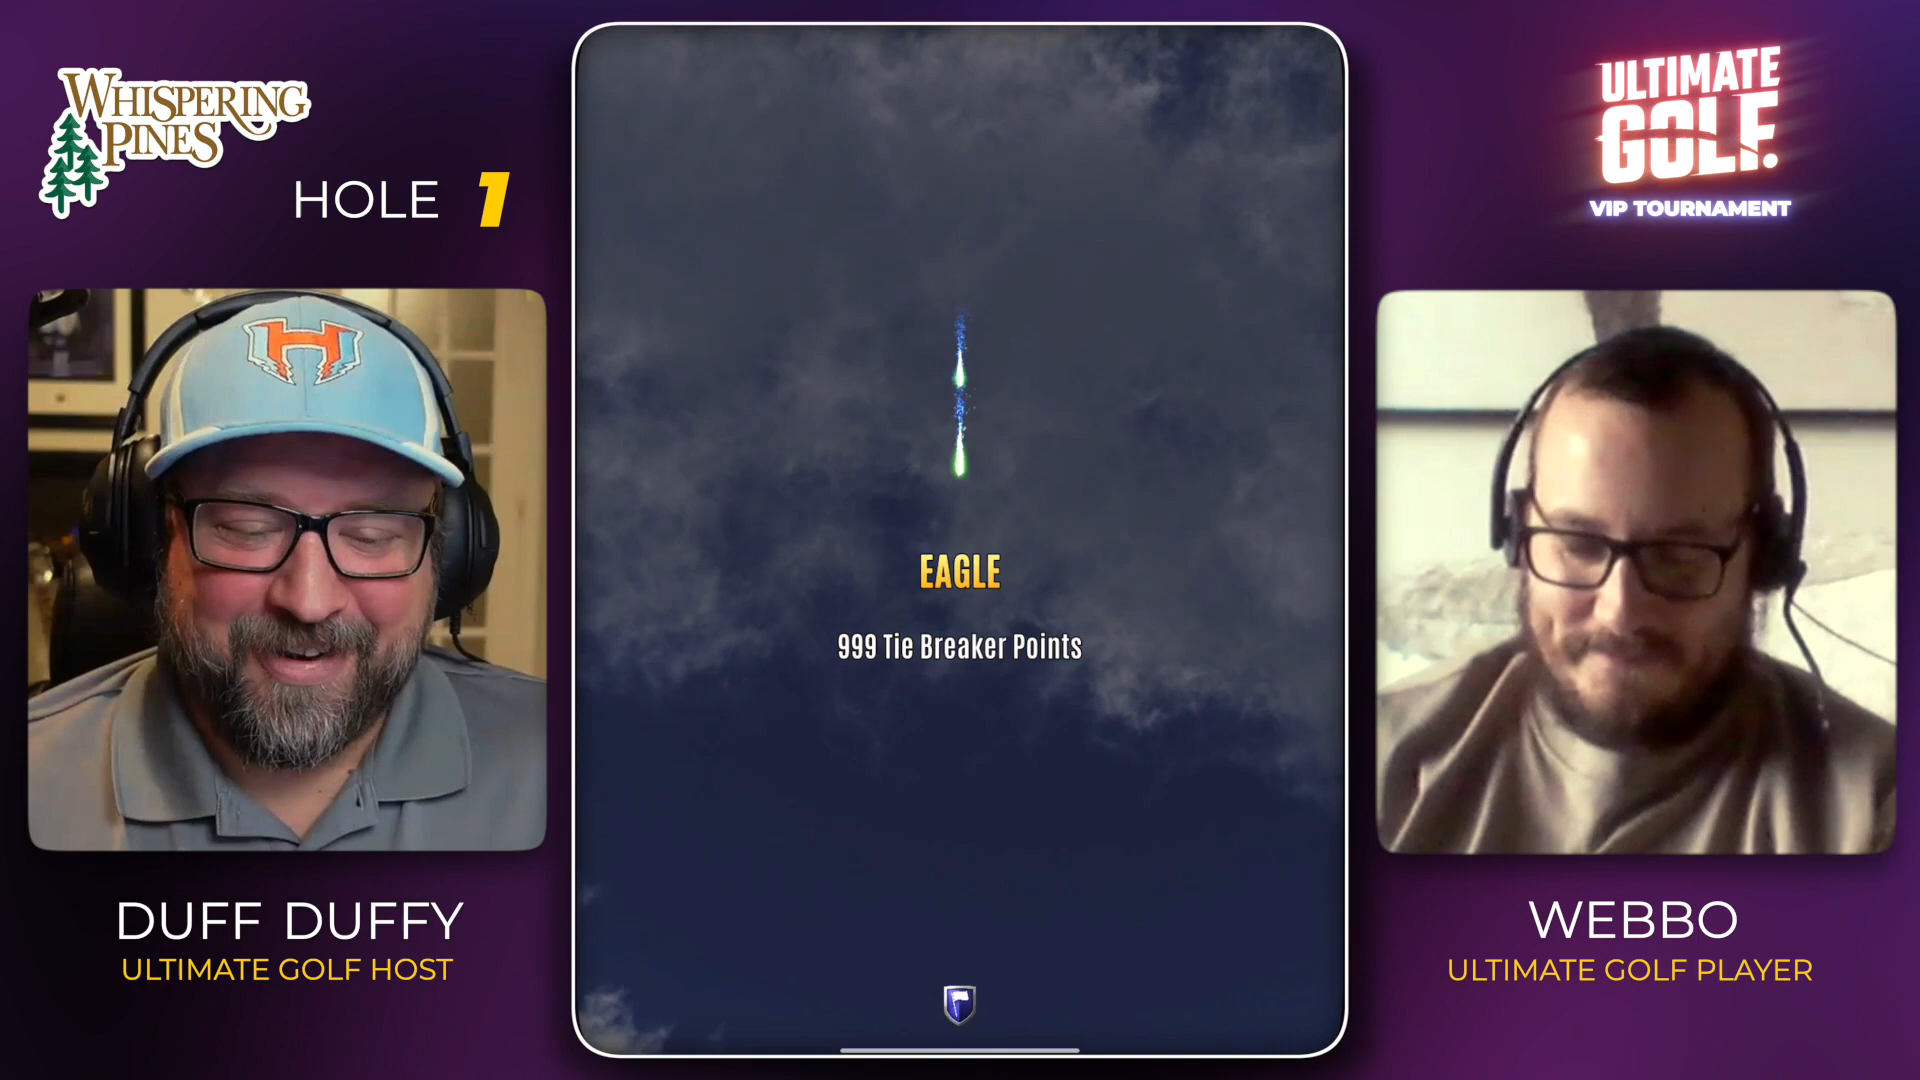 WHISPERING
PINES
HOLE 1
ULTIMATE
GOLF.
VIP TOURNAMENT
H
EAGLE
999 Tie Breaker Points
DUFF DUFFY
ULTIMATE GOLF HOST
WEBBO
ULTIMATE GOLF PLAYER